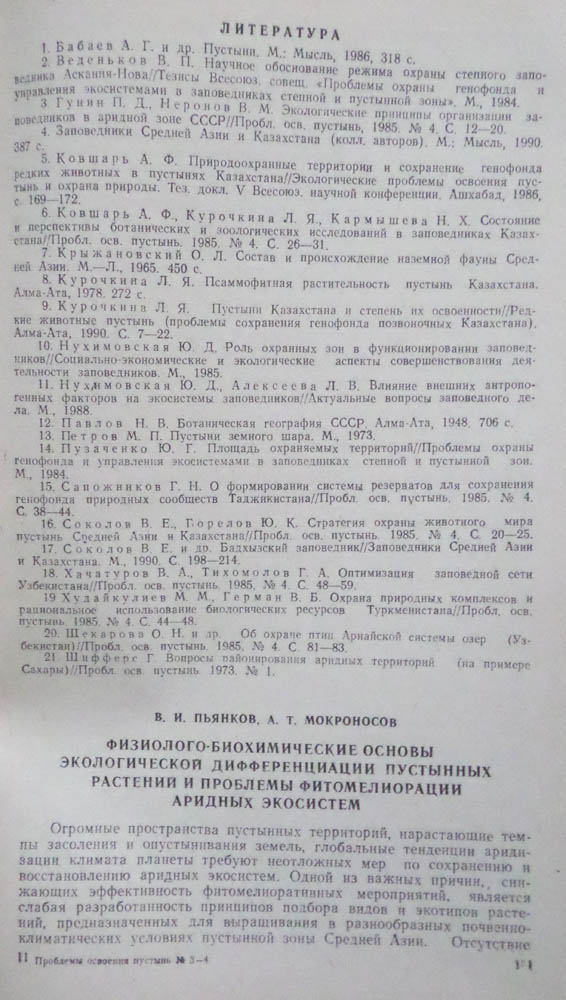 ЛИТЕРАТУРА
1. Бабаев А. Г. и др. Пустыни. М.: Мысль, 1986, 318 с.
2. Веденьков В. П. Научное обоснование режима охраны степного запо-
ведника Аскания-Нова//Тезисы Всесоюз. совещ. «Проблемы охраны генофонда и
управления экосистемами в заповедниках степной и пустынной зоны». М., 1984.
3. Гунин П. Д., Неронов В. М. Экологические принципы организации за-
поведников в аридной зоне СССР//Пробл. осв. пустынь, 1985. № 4. С. 12—20.
4. Заповедники Средней Азии и Казахстана (колл. авторов). М.: Мысль, 1990.
387 с.
5. Ковшарь А. Ф. Природоохранные территории и сохранение генофонда
редких животных в пустынях Казахстана//Экологические проблемы освоения пус-
тынь и охрана природы. Тез. докл. V Всесоюз. научной конференции. Ашхабад, 1986,
с. 169—172.
6. Ковшарь А. Ф., Курочкина Л. Я., Кармышева Н. Х. Состояние
и перспективы ботанических и зоологических исследований в заповедниках Казах-
стана//Пробл. осв. пустынь. 1985. № 4. С. 26—31.
7. Крыжановский О. Л. Состав и происхождение наземной фауны Сред-
ней Азии. М.—Л., 1965. 450 с.
8. Курочкина Л. Я. Псаммофитная растительность пустынь Казахстана.
Алма-Ата, 1978. 272 с.
9. Курочкина Л. Я. Пустыни Казахстана и степень их освоенности//Ред-
кие животные пустынь (проблемы сохранения генофонда позвоночных Казахстана).
Алма-Ата, 1990. С. 7—22.
10. Нухимовская Ю. Д. Роль охранных зон в функционировании заповед-
ников//Социально-экономические и экологические аспекты совершенствования дея-
тельности заповедников. М., 1985.
11. Нухимовская Ю. Д., Алексеева Л. В. Влияние внешних антропо-
генных факторов на экосистемы заповедников//Актуальные вопросы заповедного де-
ла. М., 1988.
12. Павлов Н. В. Ботаническая география СССР. Алма-Ата, 1948. 706 с.
13. Петров М. П. Пустыни земного шара. М., 1973.
14. Пузаченко Ю. Г. Площадь охраняемых территорий//Проблемы охраны
генофонда и управления экосистемами в заповедниках степной и пустынной зон.
М., 1984.
15. Сапожников Г. Н. О формировании системы резерватов для сохранения
генофонда природных сообществ Таджикистана//Пробл. осв. пустынь. 1985. № 4.
С. 38—44.
16. Соколов В. Е., Горелов Ю. К. Стратегия охраны животного мира
пустынь Средней Азии и Казахстана//Пробл. осв. пустынь. 1985. № 4, С. 20—25.
17. Соколов В. Е. и др. Бадхызский заповедник//Заповедники Средней Азии
и Казахстана. М., 1990. С. 198—214.
18. Хачатуров В. А., Тихомолов Г. А. Оптимизация заповедной сети
Узбекистана//Пробл. осв. пустынь. 1985, № 4. С. 48—59.
19 Худайкулиев М. М., Герман В. Б. Охрана природных комплексов и
рациональное использование биологических ресурсов Туркменистана//Пробл. осв.
пустынь. 1985. № 4. С. 44—48.
20. Шекарова О. Н. и др. Об охране птиц Арнайской системы озер (Уз-
бекистан)//Пробл. осв. пустынь. 1985. № 4. С. 81—83.
21. Шифферс Г. Вопросы районирования аридных территорий (на примере
Сахары)//Пробл. осв. пустынь. 1973. № 1.
В. И. ПЬЯНКОВ, А. Т. МОКРОНОСОВ
ФИЗИОЛОГО-БИОХИМИЧЕСКИЕ ОСНОВЫ
ЭКОЛОГИЧЕСКОЙ ДИФФЕРЕНЦИАЦИИ ПУСТЫННЫХ
РАСТЕНИЙ И ПРОБЛЕМЫ ФИТОМЕЛИОРАЦИИ
АРИДНЫХ ЭКОСИСТЕМ
Огромные пространства пустынных территорий, нарастающие тем-
пы засоления и опустынивания земель, глобальные тенденции ариди-
зации климата планеты требуют неотложных мер по сохранению и
восстановлению аридных экосистем. Одной из важных причин, сни-
жающих эффективность фитомелиоративных мероприятий, является
слабая разработанность принципов подбора видов и экотипов расте-
ний, предназначенных для выращивания в разнообразных почвенно-
климатических условиях пустынной зоны Средней Азии. Отсутствие
11 Проблемы освоения пустынь № 3—4